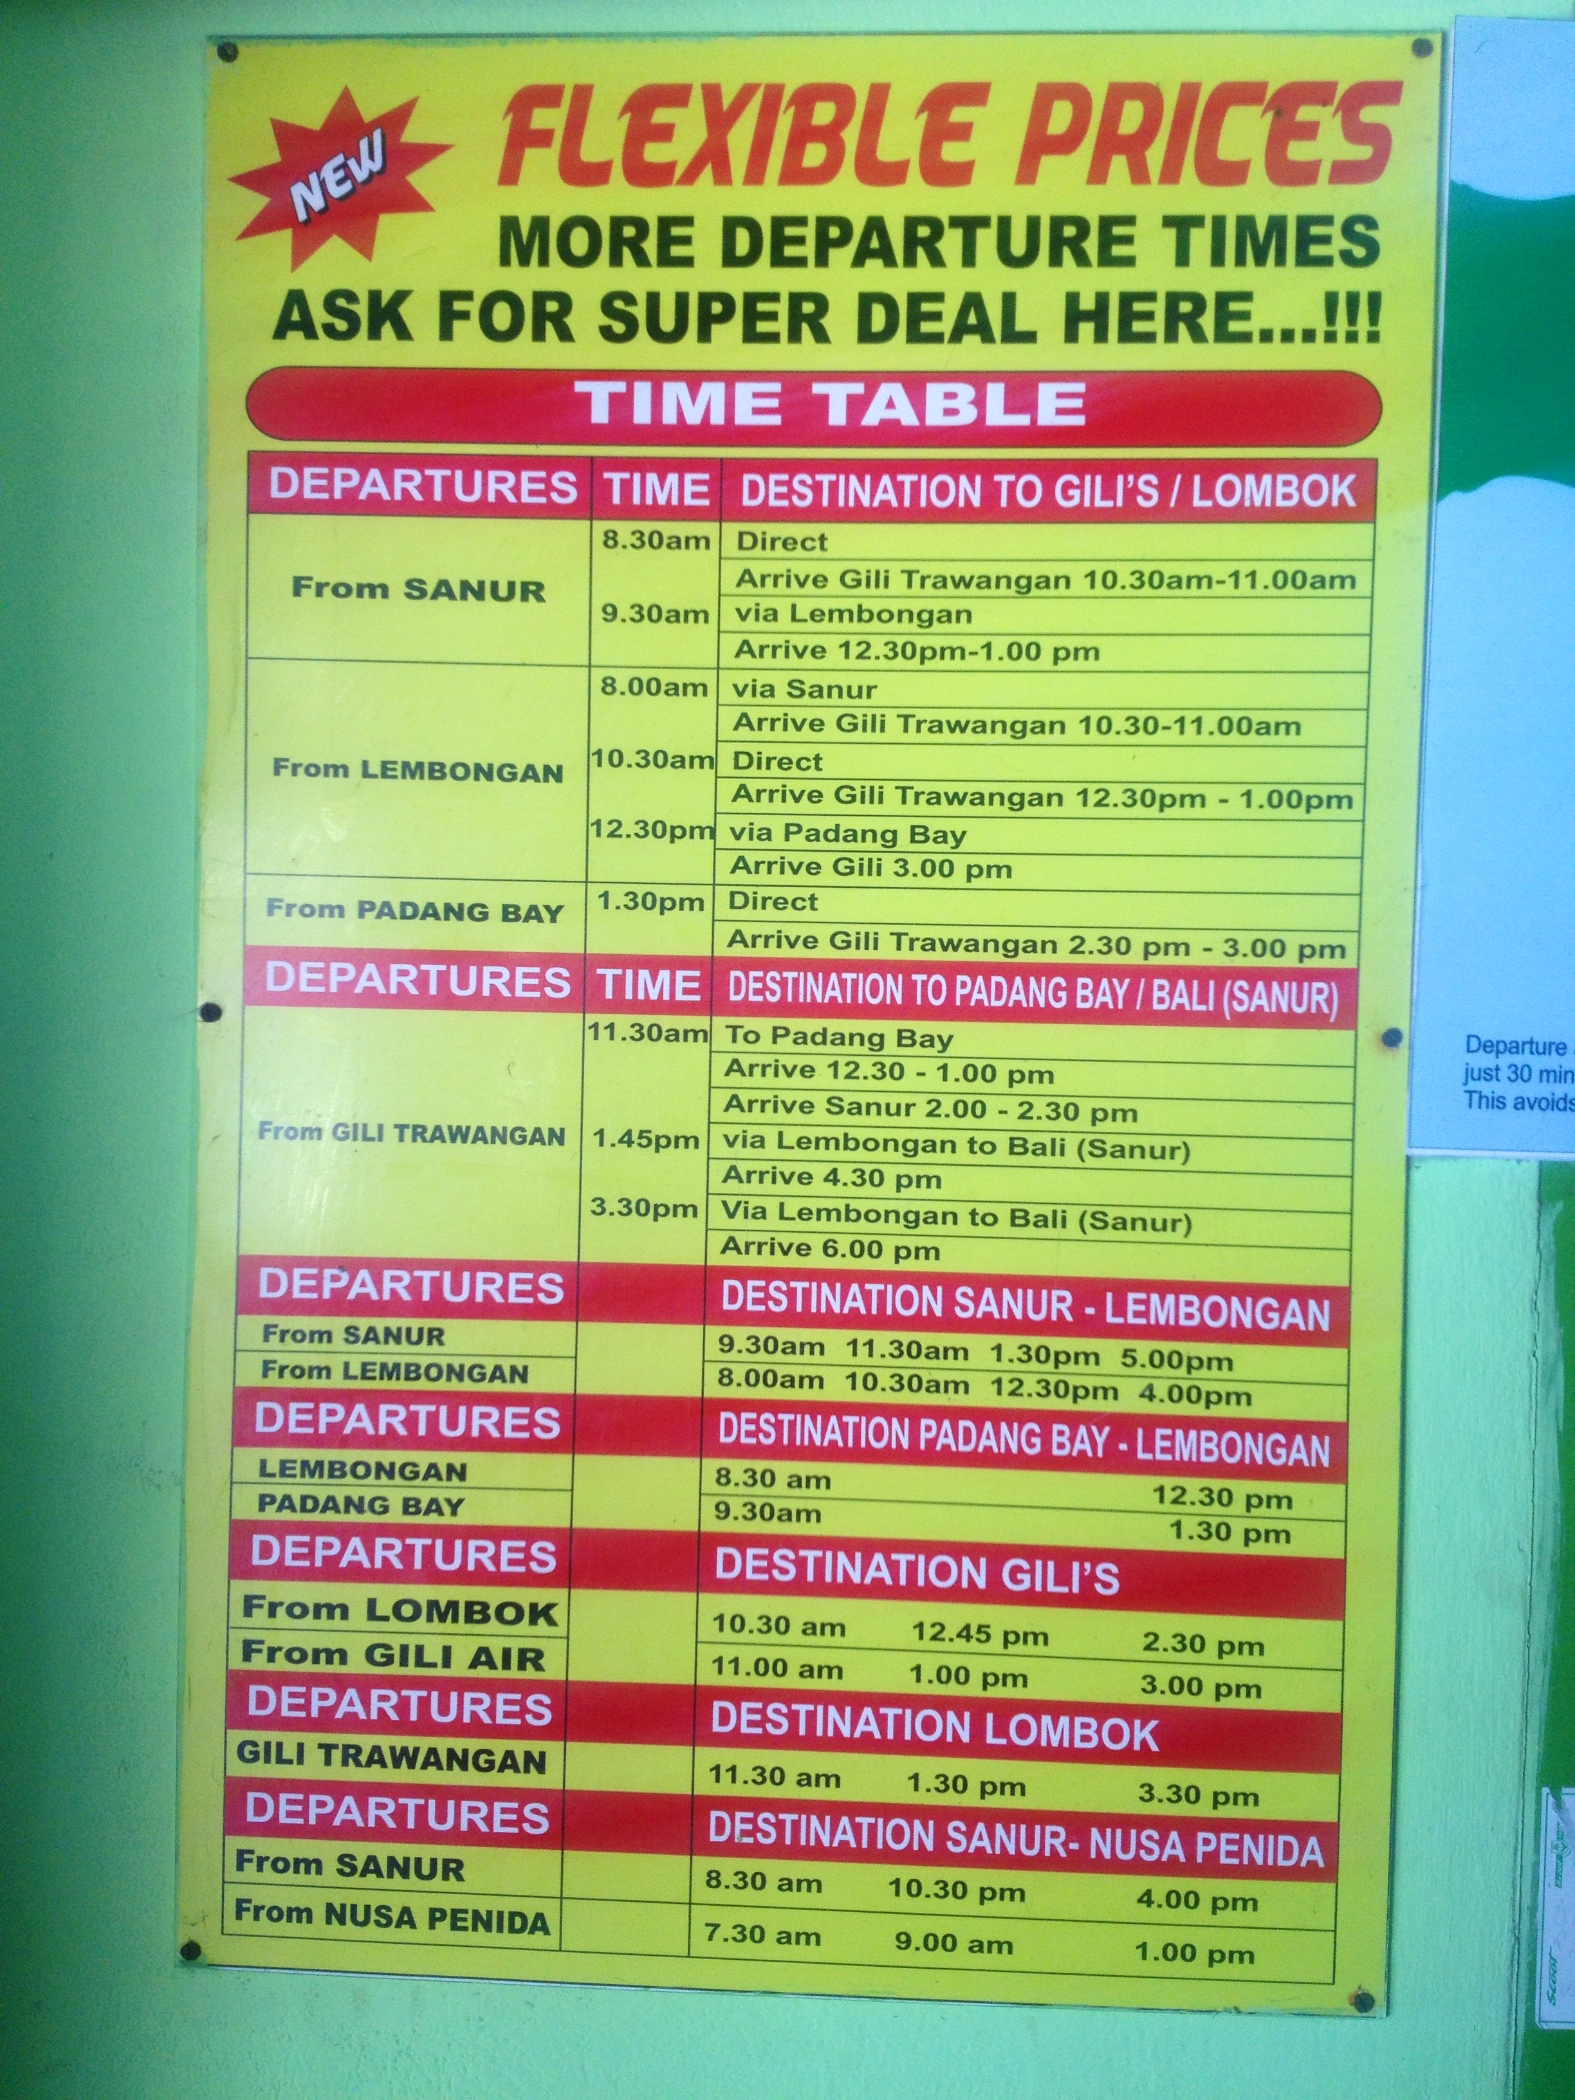 NEW
FLEXIBLE PRICES
MORE DEPARTURE TIMES
ASK FOR SUPER DEAL HERE...!!!
TIME TABLE
DEPARTURES TIME DESTINATION TO GILI'S / LOMBOK
From SANUR
8.30am Direct
Arrive Gili Trawangan 10.30am-11.00am
9.30am via Lembongan
Arrive 12.30pm-1.00 pm
From LEMBONGAN
8.00am via Sanur
Arrive Gili Trawangan 10.30-11.00am
10.30am Direct
Arrive Gili Trawangan 12.30pm - 1.00pm
12.30pm via Padang Bay
Arrive Gili 3.00 pm
From PADANG BAY 1.30pm Direct
Arrive Gili Trawangan 2.30 pm - 3.00 pm
DEPARTURES TIME DESTINATION TO PADANG BAY / BALI (SANUR)
From GILI TRAWANGAN
11.30am To Padang Bay
Arrive 12.30 - 1.00 pm
Arrive Sanur 2.00 - 2.30 pm
1.45pm via Lembongan to Bali (Sanur)
Arrive 4.30 pm
3.30pm Via Lembongan to Bali (Sanur)
Arrive 6.00 pm
DEPARTURES DESTINATION SANUR - LEMBONGAN
From SANUR 9.30am 11.30am 1.30pm 5.00pm
From LEMBONGAN 8.00am 10.30am 12.30pm 4.00pm
DEPARTURES DESTINATION PADANG BAY - LEMBONGAN
LEMBONGAN 8.30 am 12.30 pm
PADANG BAY 9.30am 1.30 pm
DEPARTURES DESTINATION GILI'S
From LOMBOK 10.30 am 12.45 pm 2.30 pm
From GILI AIR 11.00 am 1.00 pm 3.00 pm
DEPARTURES DESTINATION LOMBOK
GILI TRAWANGAN 11.30 am 1.30 pm 3.30 pm
DEPARTURES DESTINATION SANUR- NUSA PENIDA
From SANUR 8.30 am 10.30 pm 4.00 pm
From NUSA PENIDA 7.30 am 9.00 am 1.00 pm
Departure
just 30 min
This avoids